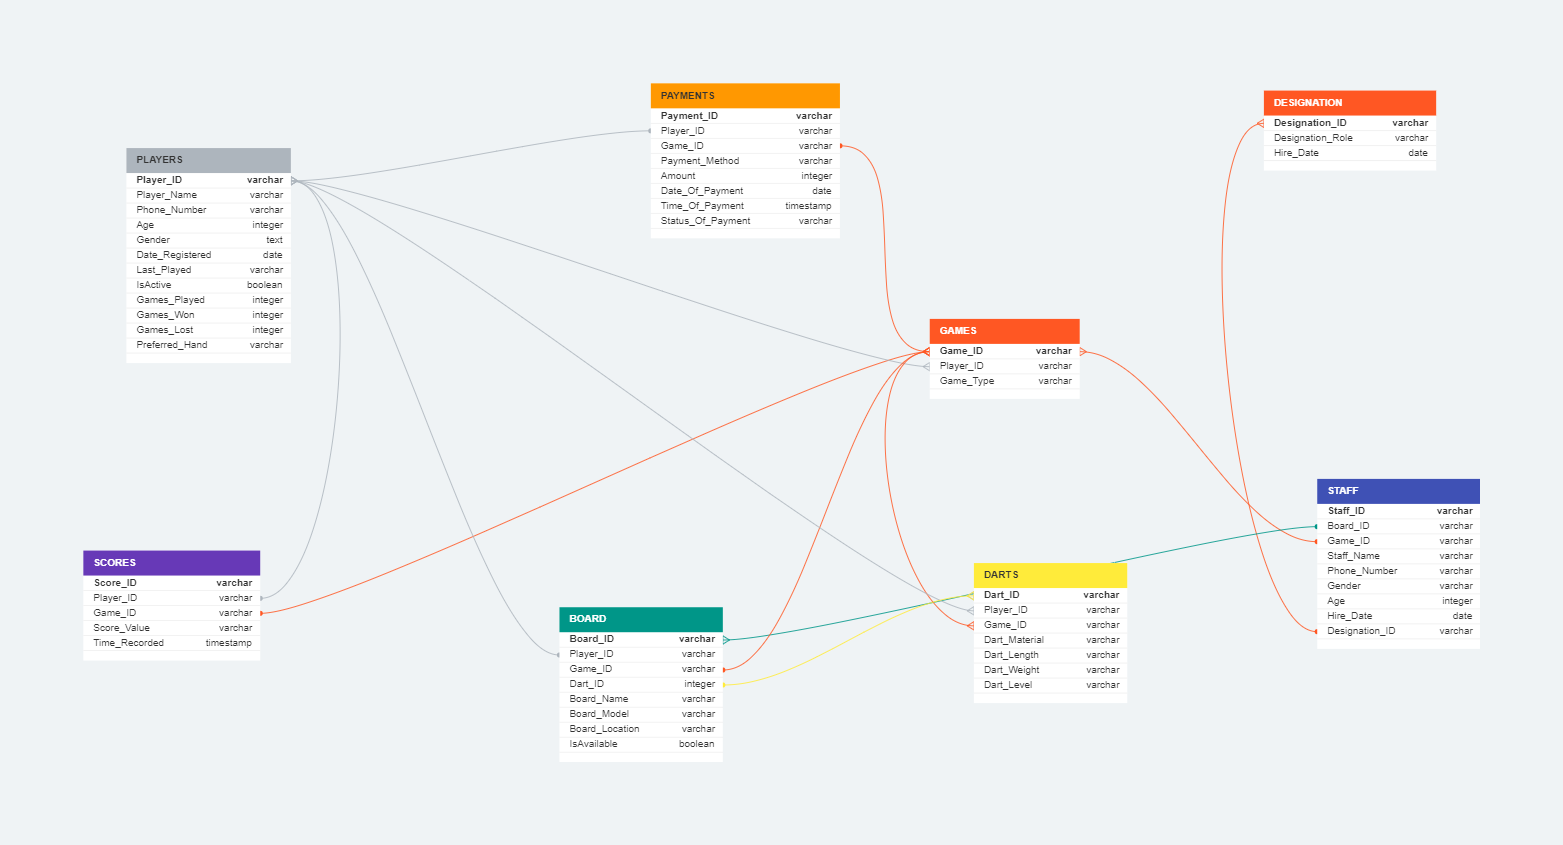 PAYMENTS
Payment_ID varchar
Player_ID varchar
Game_ID varchar
Payment_Method varchar
Amount integer
Date_Of_Payment date
Time_Of_Payment timestamp
Status_Of_Payment varchar
DESIGNATION
Designation_ID varchar
Designation_Role varchar
Hire_Date date
PLAYERS
Player_ID varchar
Player_Name varchar
Phone_Number varchar
Age integer
Gender text
Date_Registered date
Last_Played varchar
IsActive boolean
Games_Played integer
Games_Won integer
Games_Lost integer
Preferred_Hand varchar
GAMES
Game_ID varchar
Player_ID varchar
Game_Type varchar
STAFF
Staff_ID varchar
Board_ID varchar
Game_ID varchar
Staff_Name varchar
Phone_Number varchar
Gender varchar
Age integer
Hire_Date date
Designation_ID varchar
SCORES
Score_ID varchar
Player_ID varchar
Game_ID varchar
Score_Value varchar
Time_Recorded timestamp
DARTS
Dart_ID varchar
Player_ID varchar
Game_ID varchar
Dart_Material varchar
Dart_Length varchar
Dart_Weight varchar
Dart_Level varchar
BOARD
Board_ID varchar
Player_ID varchar
Game_ID varchar
Dart_ID integer
Board_Name varchar
Board_Model varchar
Board_Location varchar
IsAvailable boolean